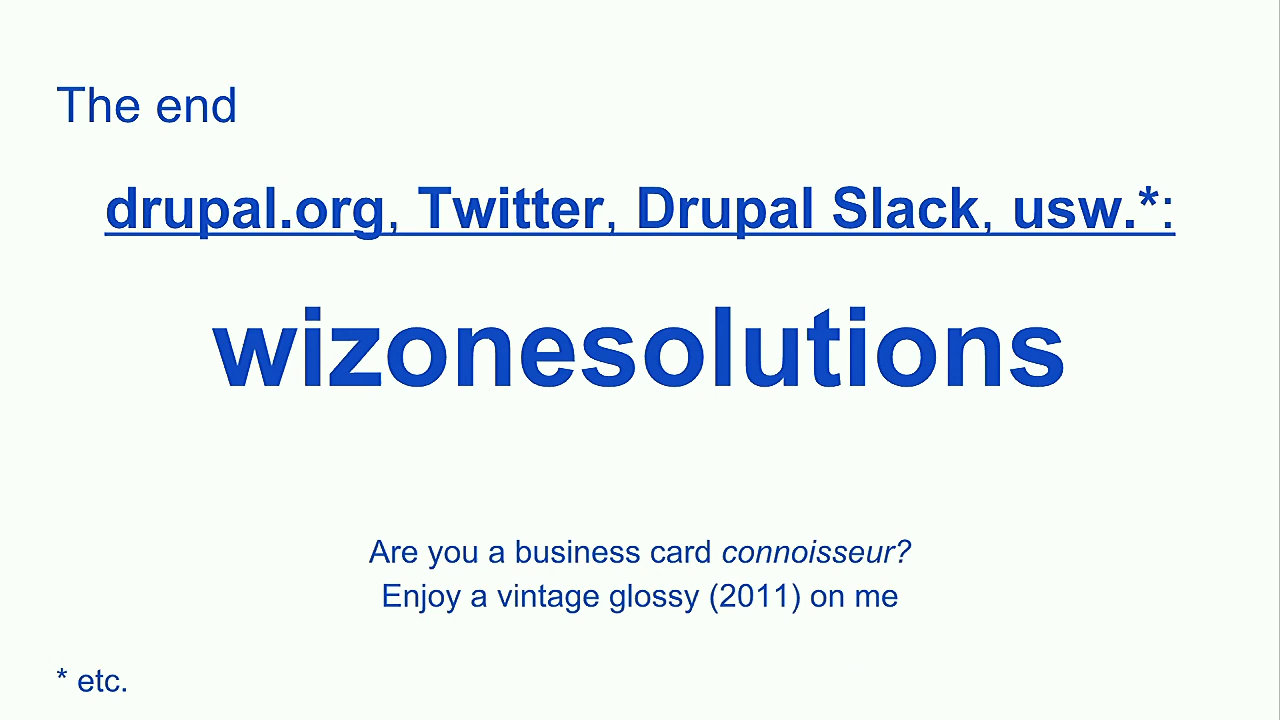 The end
drupal.org, Twitter, Drupal Slack, usw.*:
wizonesolutions
Are you a business card connoisseur?
Enjoy a vintage glossy (2011) on me
* etc.